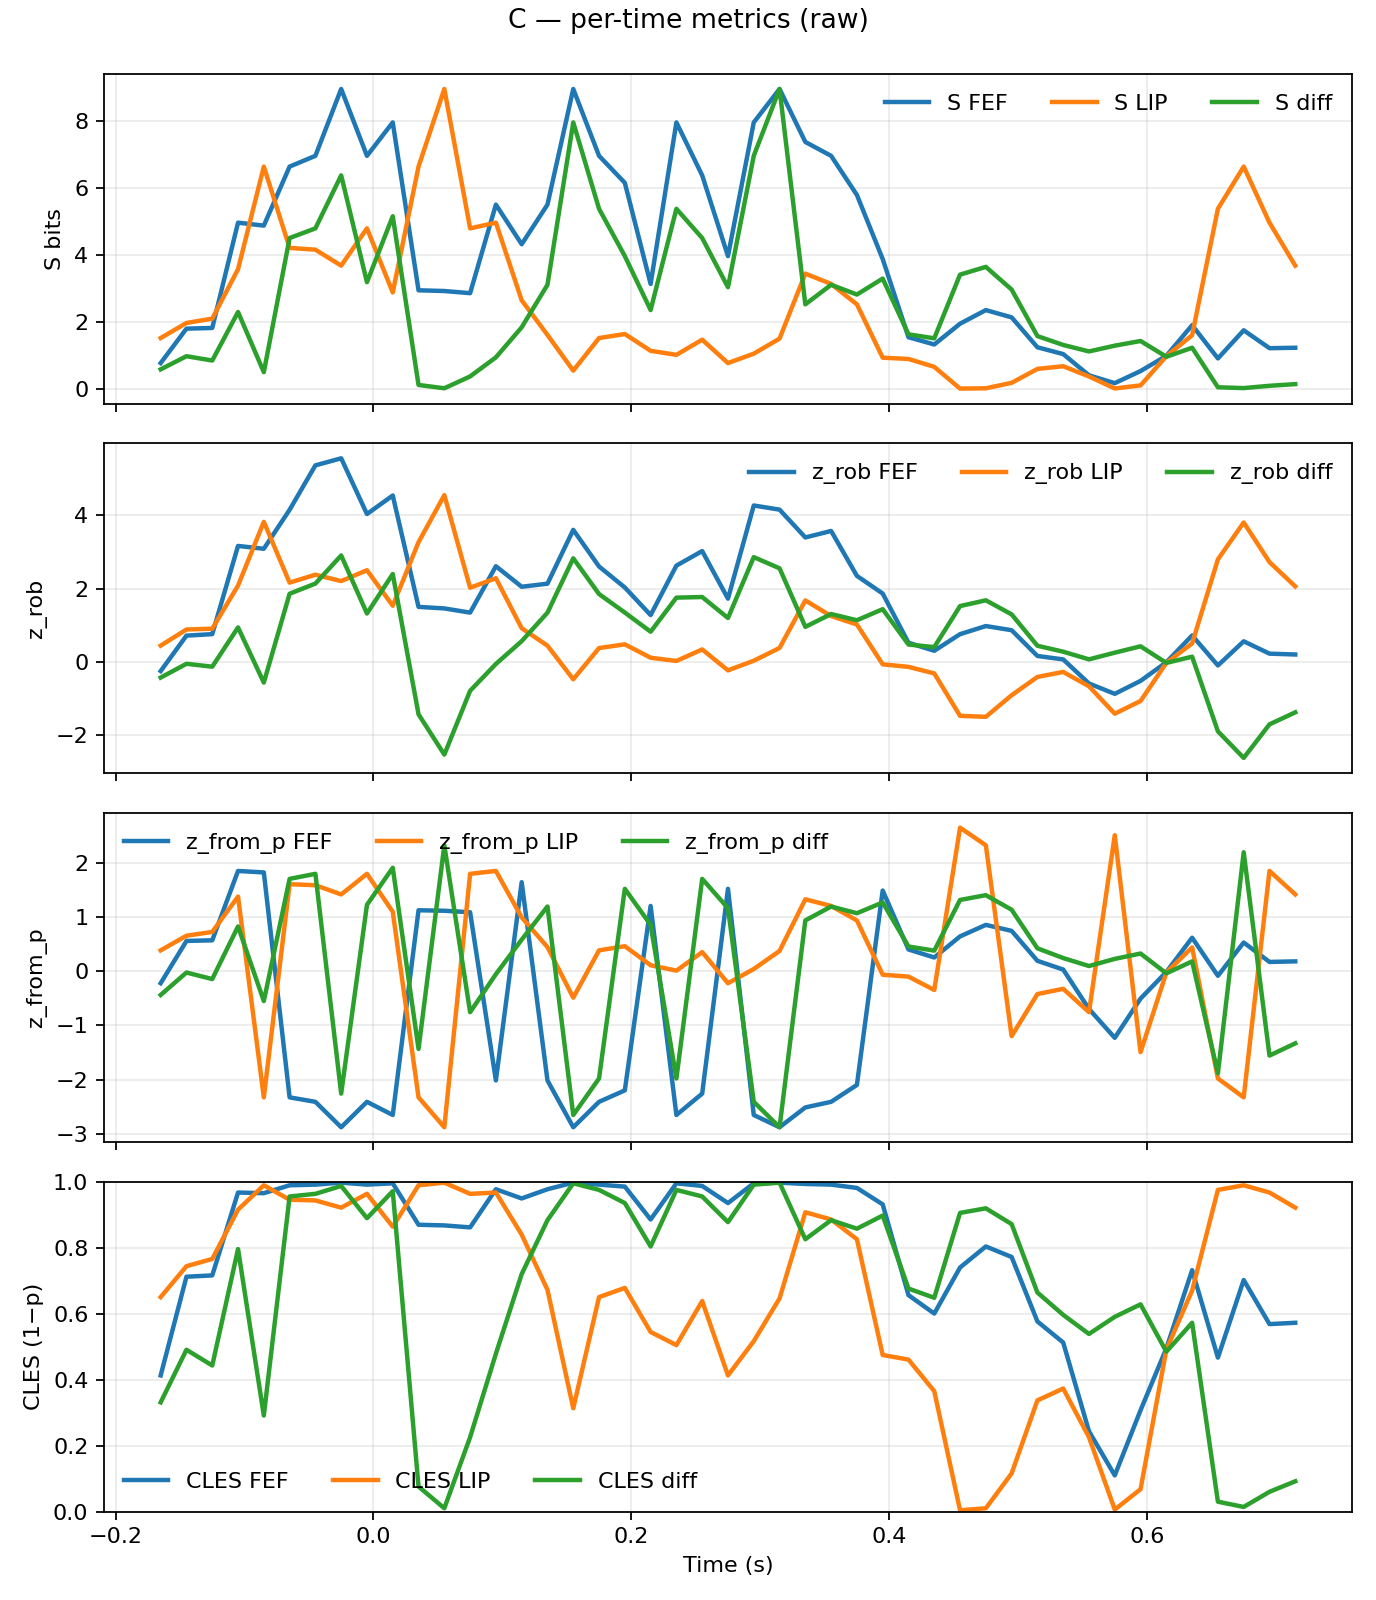 C — per-time metrics (raw)
S FEF S LIP S diff
8
6
4
2
0
S bits
z_rob FEF z_rob LIP z_rob diff
4
2
0
−2
z_rob
z_from_p FEF z_from_p LIP z_from_p diff
2
1
0
−1
−2
−3
z_from_p
1.0
0.8
0.6
0.4
0.2
0.0
CLES (1−p)
CLES FEF CLES LIP CLES diff
−0.2 0.0 0.2 0.4 0.6
Time (s)